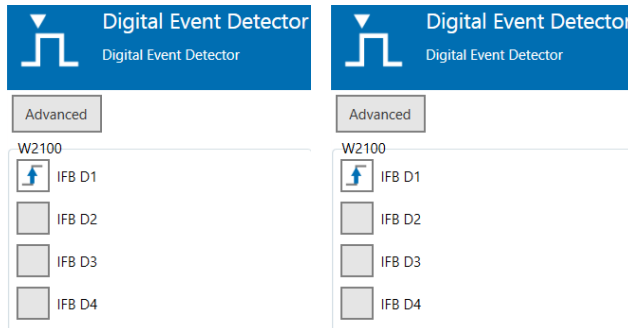 Digital Event Detector
Digital Event Detector
Advanced
W2100
IFB D1
IFB D2
IFB D3
IFB D4
Digital Event Detector
Digital Event Detector
Advanced
W2100
IFB D1
IFB D2
IFB D3
IFB D4